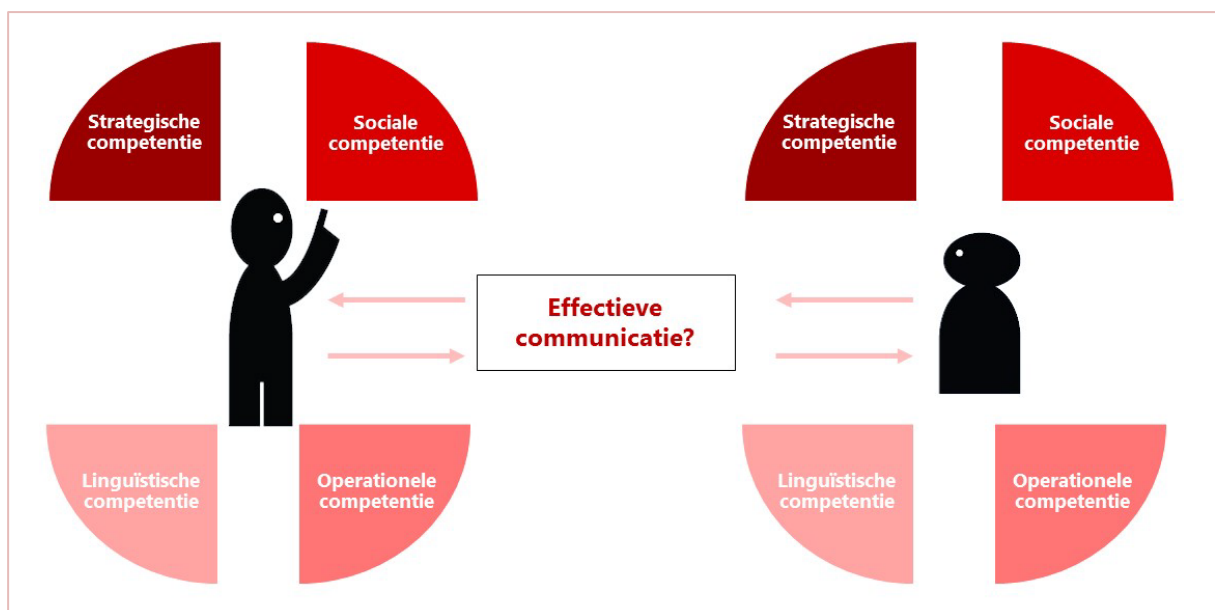 Strategische
competentie
Sociale
competentie
Strategische
competentie
Sociale
competentie
Effectieve
communicatie?
Linguïstische
competentie
Operationele
competentie
Linguïstische
competentie
Operationele
competentie